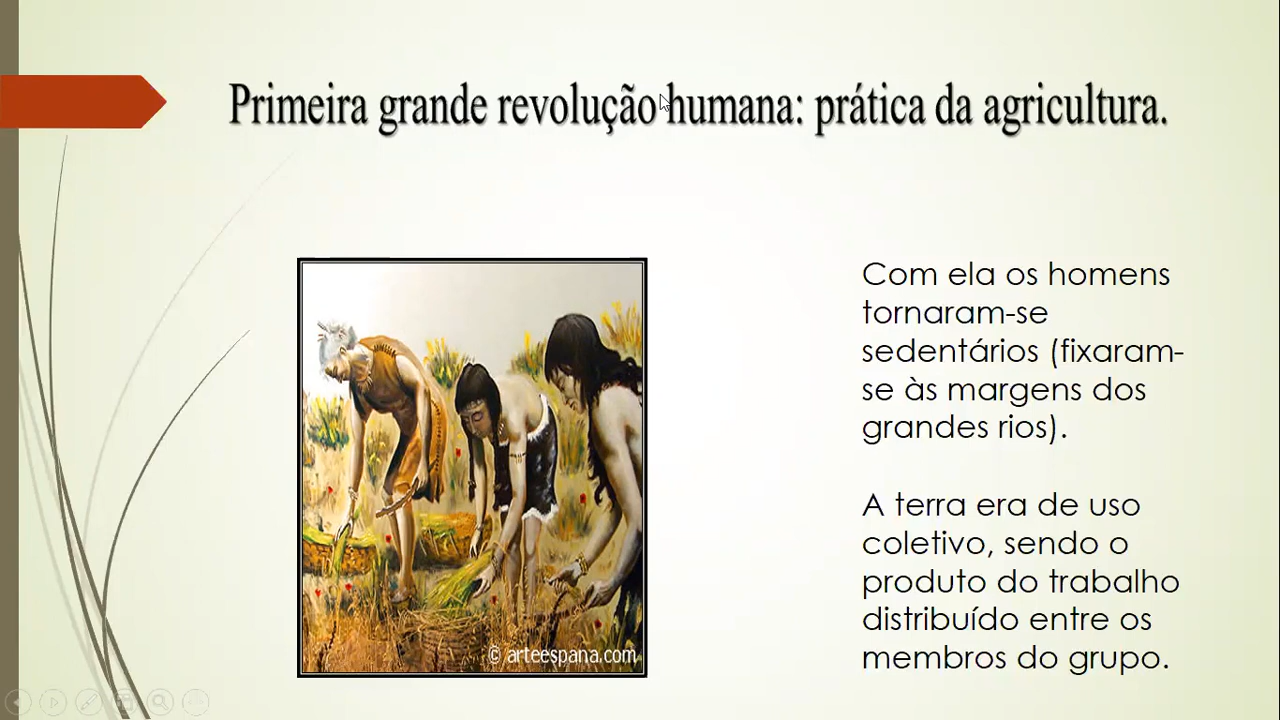 Primeira grande revolução humana: prática da agricultura.
Com ela os homens
tornaram-se
sedentários (fixaram-
se às margens dos
grandes rios).
A terra era de uso
coletivo, sendo o
produto do trabalho
distribuído entre os
membros do grupo.
© arteespana.com